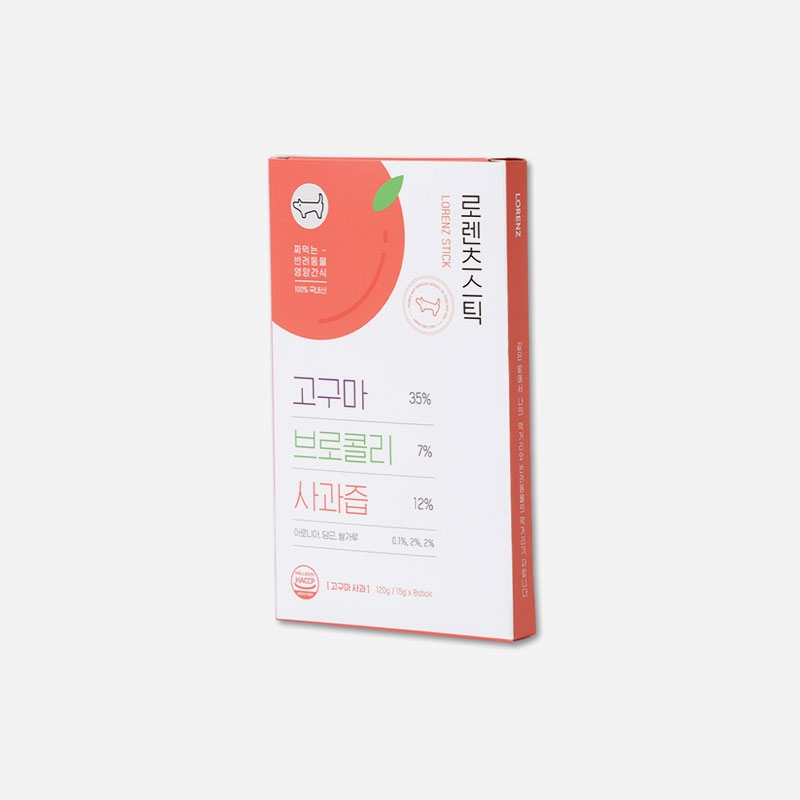 짜먹는 -
반려동물
영양간식
100% 국내산
로렌츠스틱
LORENZ STICK
고구마 35%
브로콜리 7%
사과즙 12%
아로니아, 당근, 쌀가루 0.1%, 2%, 2%
HACCP
[ 고구마 사과 ] 120g / 15g x 8stick
LORENZ